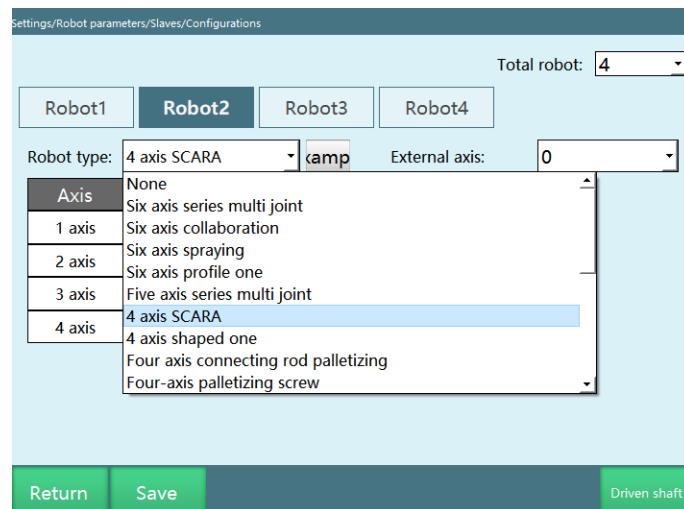 Settings/Robot parameters/Slaves/Configurations
Total robot: 4
Robot1 Robot2 Robot3 Robot4
Robot type: 4 axis SCARA xamp External axis: 0
Axis
None
Six axis series multi joint
1 axis
Six axis collaboration
Six axis spraying
2 axis
Six axis profile one
3 axis
Five axis series multi joint
4 axis SCARA
4 axis
4 axis shaped one
Four axis connecting rod palletizing
Four-axis palletizing screw
Return Save Driven shaft